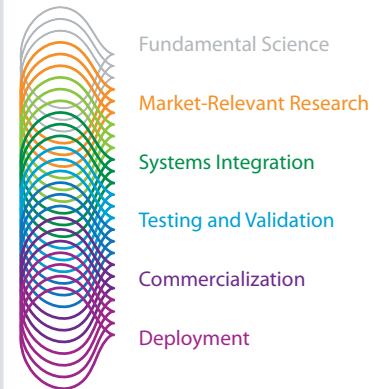 Fundamental Science
Market-Relevant Research
Systems Integration
Testing and Validation
Commercialization
Deployment